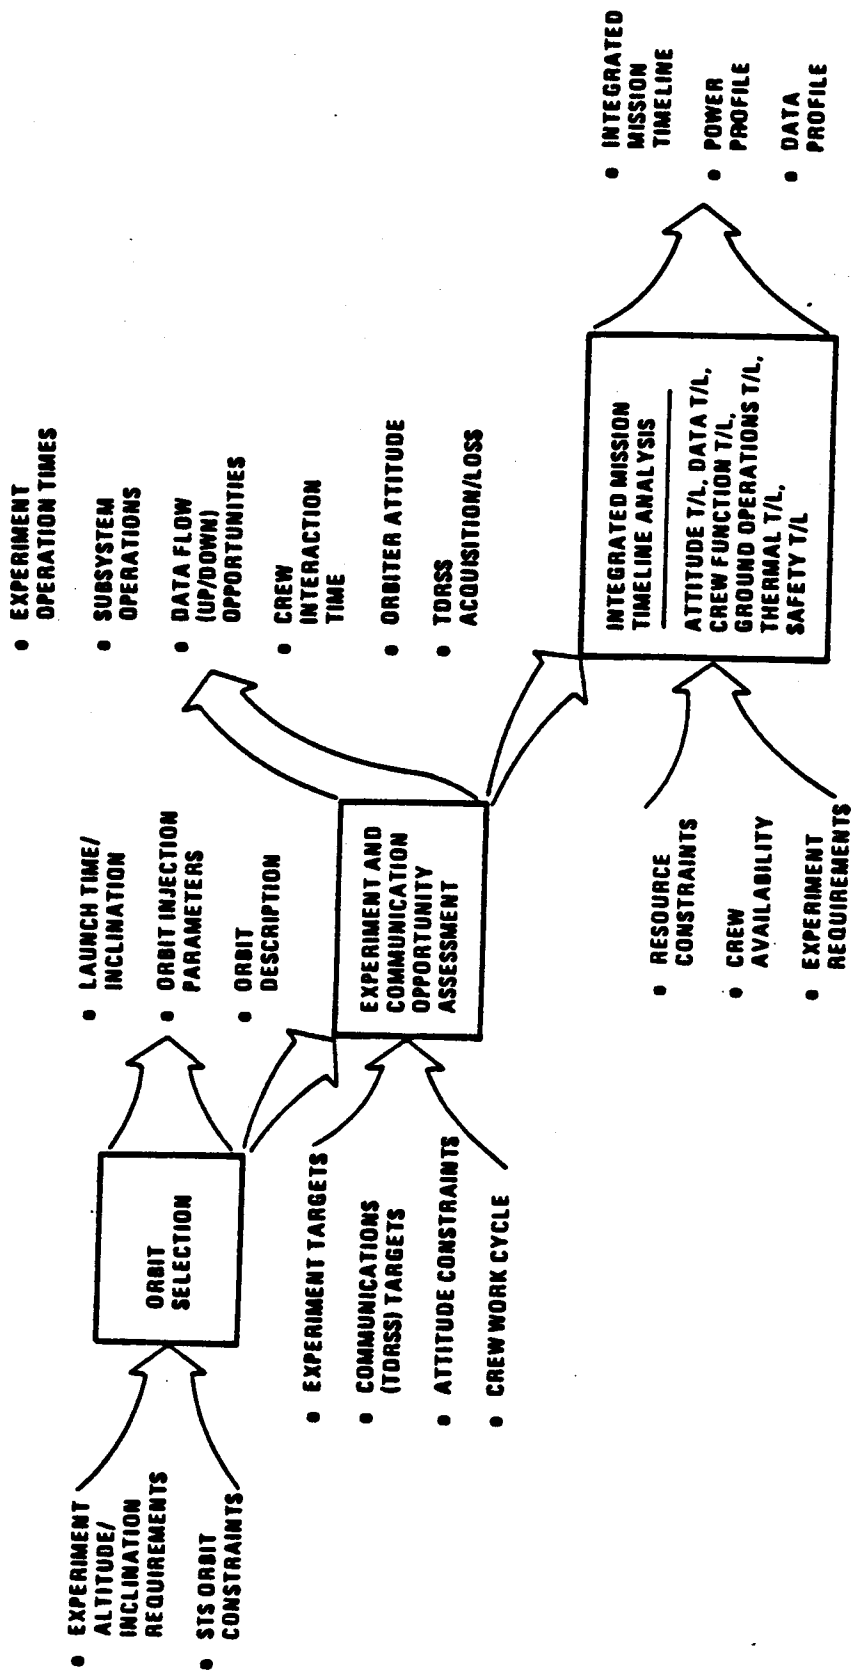 • EXPERIMENT
ALTITUDE/
INCLINATION
REQUIREMENTS
• STS ORBIT
CONSTRAINTS
ORBIT
SELECTION
• LAUNCH TIME/
INCLINATION
• ORBIT INJECTION
PARAMETERS
• ORBIT
DESCRIPTION
• EXPERIMENT TARGETS
• COMMUNICATIONS
(TDRSS) TARGETS
• ATTITUDE CONSTRAINTS
• CREW WORK CYCLE
EXPERIMENT AND
COMMUNICATION
OPPORTUNITY
ASSESSMENT
• EXPERIMENT
OPERATION TIMES
• SUBSYSTEM
OPERATIONS
• DATA FLOW
(UP/DOWN)
OPPORTUNITIES
• CREW
INTERACTION
TIME
• ORBITER ATTITUDE
• TDRSS
ACQUISITION/LOSS
• RESOURCE
CONSTRAINTS
• CREW
AVAILABILITY
• EXPERIMENT
REQUIREMENTS
INTEGRATED MISSION
TIMELINE ANALYSIS
ATTITUDE T/L, DATA T/L,
CREW FUNCTION T/L,
GROUND OPERATIONS T/L,
THERMAL T/L,
SAFETY T/L
• INTEGRATED
MISSION
TIMELINE
• POWER
PROFILE
• DATA
PROFILE